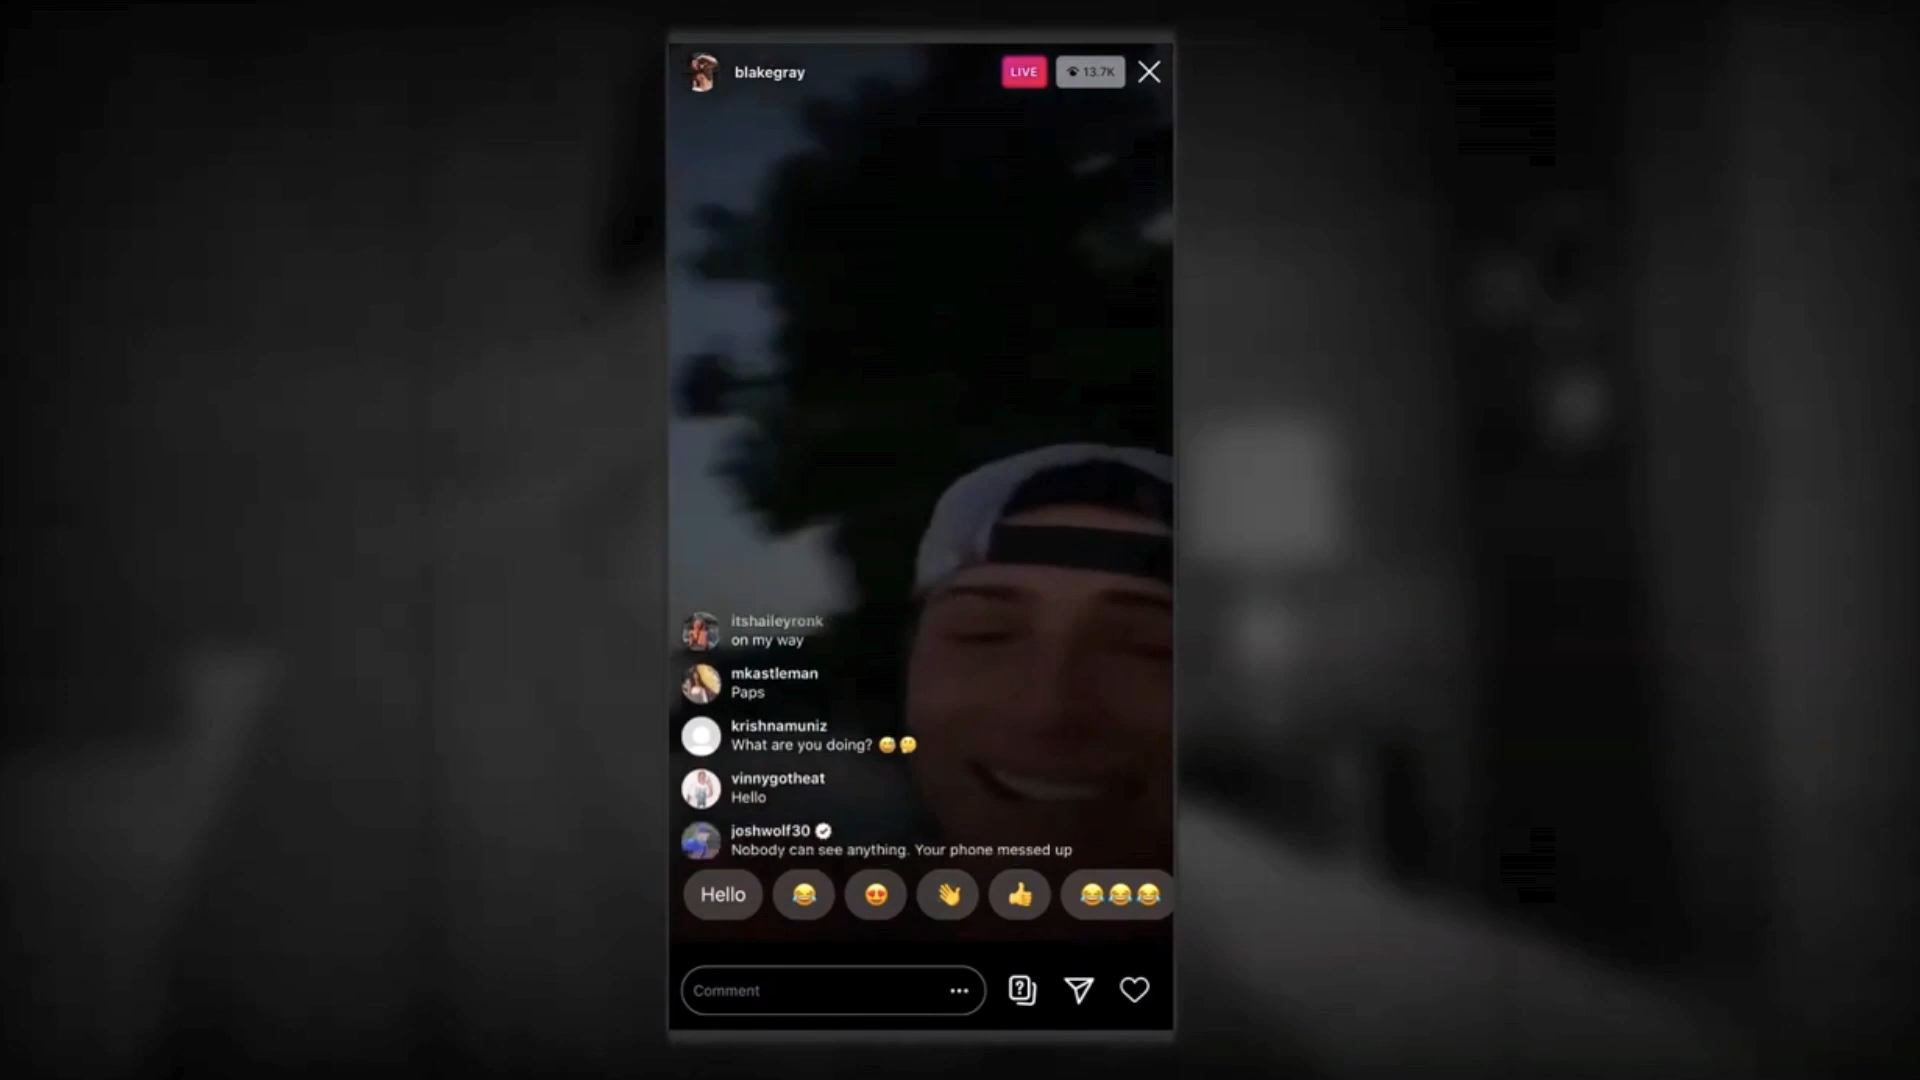 blakegray
LIVE
13.7K
itshaileyronk
on my way
mkastleman
Paps
krishnamuniz
What are you doing? 😅🤔
vinnygotheat
Hello
joshwolf30
Nobody can see anything. Your phone messed up
Hello 😂 😍 👋 👍 😂😂😂
Comment